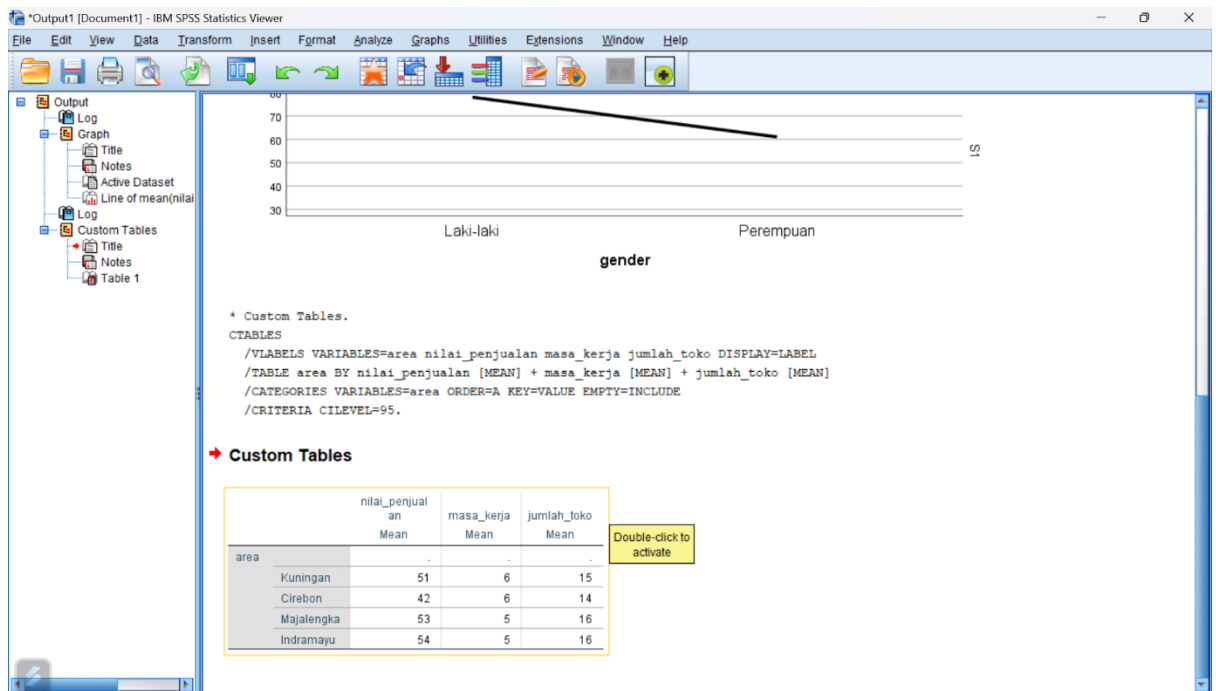 *Output1 [Document1] - IBM SPSS Statistics Viewer
File Edit View Data Transform Insert Format Analyze Graphs Utilities Extensions Window Help
Output
Log
Graph
Title
Notes
Active Dataset
Line of mean(nilai
Log
Custom Tables
Title
Notes
Table 1
70
60
50
40
30
S1
Laki-laki Perempuan
gender
* Custom Tables.
CTABLES
/VLABELS VARIABLES=area nilai_penjualan masa_kerja jumlah_toko DISPLAY=LABEL
/TABLE area BY nilai_penjualan [MEAN] + masa_kerja [MEAN] + jumlah_toko [MEAN]
/CATEGORIES VARIABLES=area ORDER=A KEY=VALUE EMPTY=INCLUDE
/CRITERIA CILEVEL=95.
Custom Tables
nilai_penjual
an masa_kerja jumlah_toko
Mean Mean Mean
area . . .
Kuningan 51 6 15
Cirebon 42 6 14
Majalengka 53 5 16
Indramayu 54 5 16
Double-click to
activate